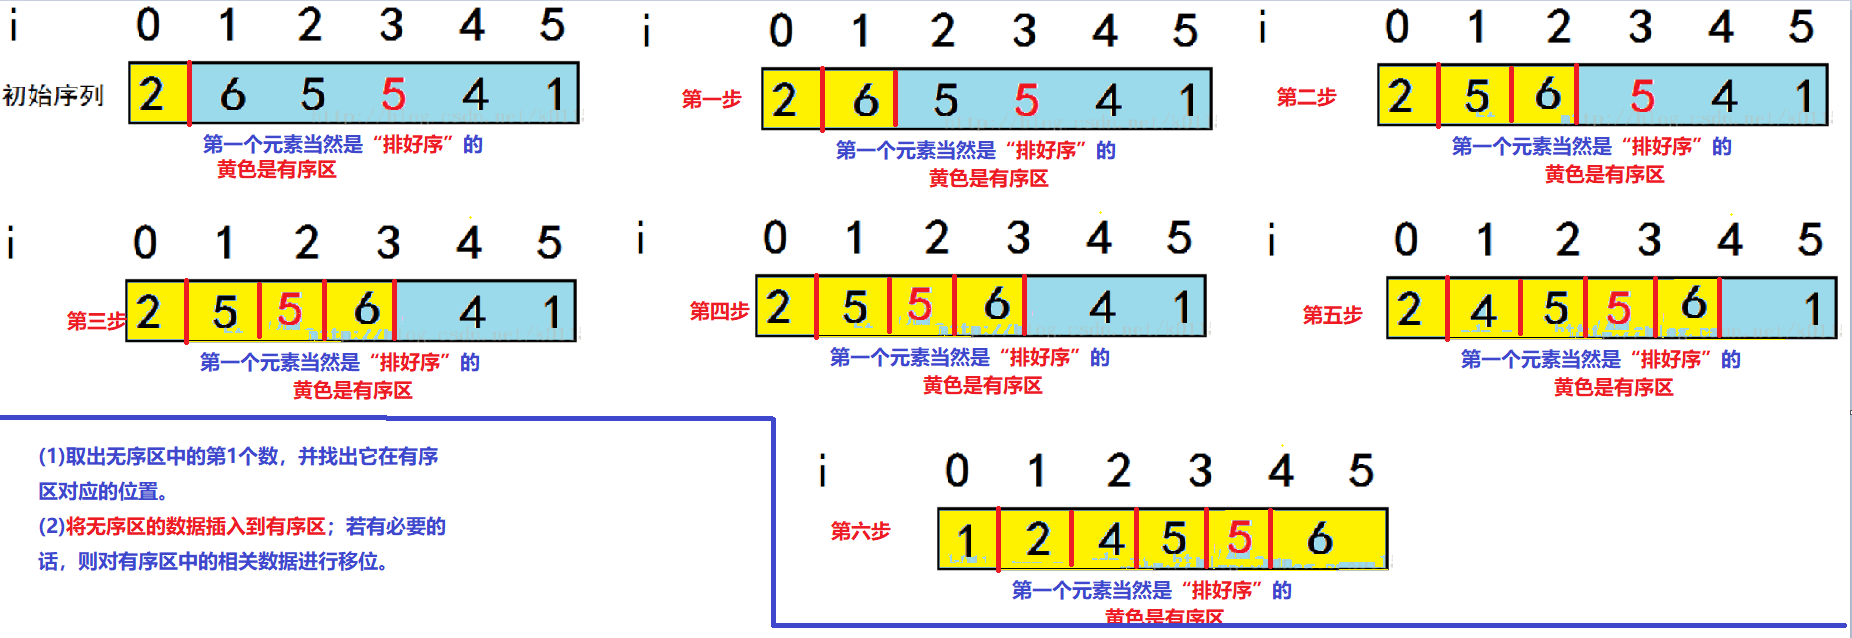 i 0 1 2 3 4 5
初始序列 2 6 5 5 4 1
第一个元素当然是“排好序”的
黄色是有序区
i 0 1 2 3 4 5
第一步 2 6 5 5 4 1
第一个元素当然是“排好序”的
黄色是有序区
i 0 1 2 3 4 5
第二步 2 5 6 5 4 1
第一个元素当然是“排好序”的
黄色是有序区
i 0 1 2 3 4 5
第三步 2 5 5 6 4 1
第一个元素当然是“排好序”的
黄色是有序区
i 0 1 2 3 4 5
第四步 2 5 5 6 4 1
第一个元素当然是“排好序”的
黄色是有序区
i 0 1 2 3 4 5
第五步 2 4 5 5 6 1
第一个元素当然是“排好序”的
黄色是有序区
(1)取出无序区中的第1个数，并找出它在有序
区对应的位置。
(2)将无序区的数据插入到有序区；若有必要的
话，则对有序区中的相关数据进行移位。
i 0 1 2 3 4 5
第六步 1 2 4 5 5 6
第一个元素当然是“排好序”的
黄色是有序区